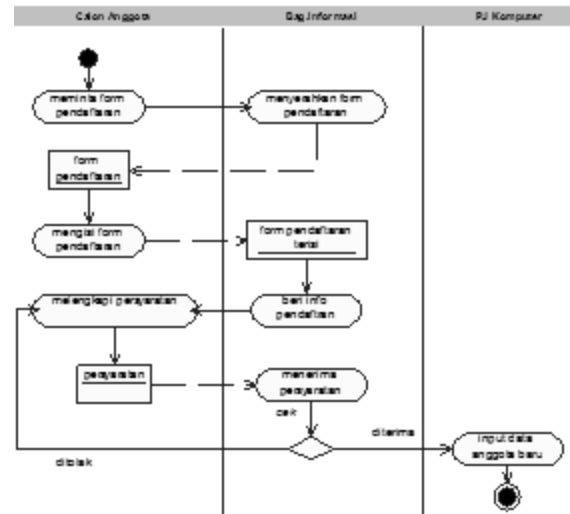 Calon Anggota
Bag.Informasi
PJ Komputer
meminta form
pendaftaran
menyerahkan form
pendaftaran
form
pendaftaran
mengisi form
pendaftaran
form pendaftaran
terisi
melengkapi persyaratan
beri info
pendaftran
persyaratan
menerima
persyaratan
cek
diterima
input data
anggota baru
ditolak